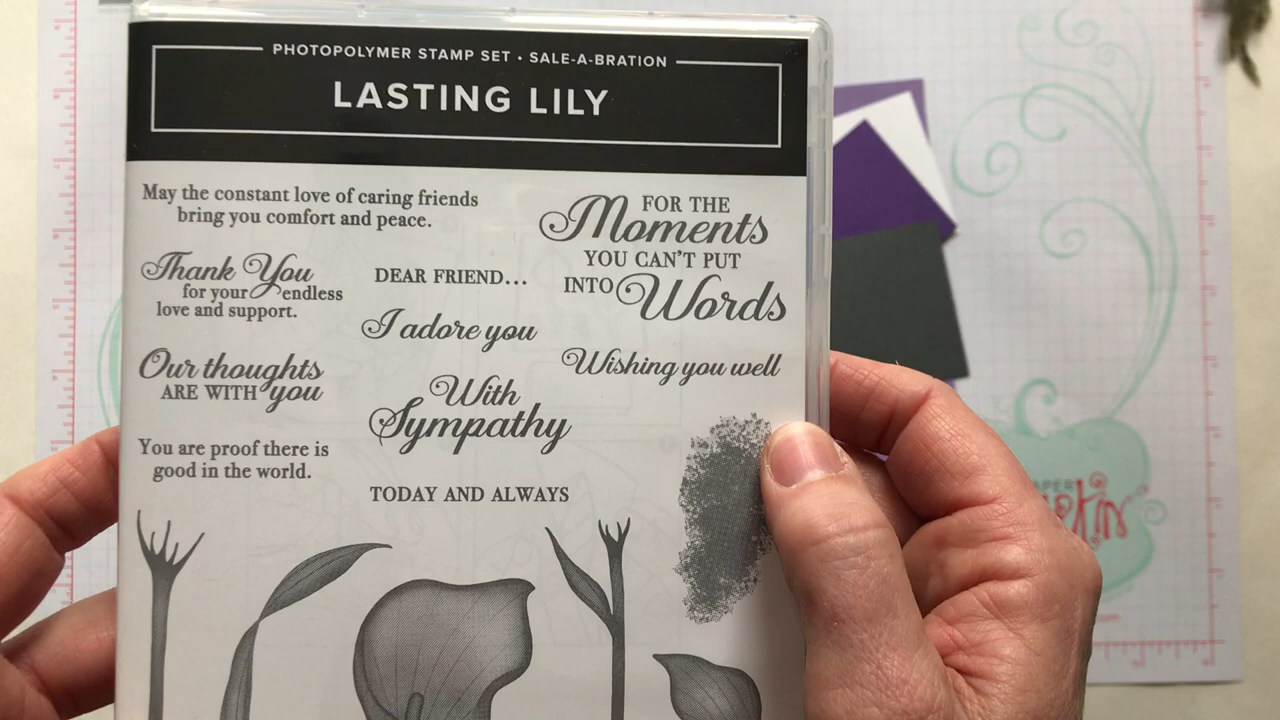 PHOTOPOLYMER STAMP SET • SALE-A-BRATION
LASTING LILY
May the constant love of caring friends
bring you comfort and peace.
FOR THE
Moments
YOU CAN'T PUT
INTO Words
Thank You
for your endless
love and support.
DEAR FRIEND...
I adore you
Wishing you well
Our thoughts
ARE WITH you
With
Sympathy
You are proof there is
good in the world.
TODAY AND ALWAYS